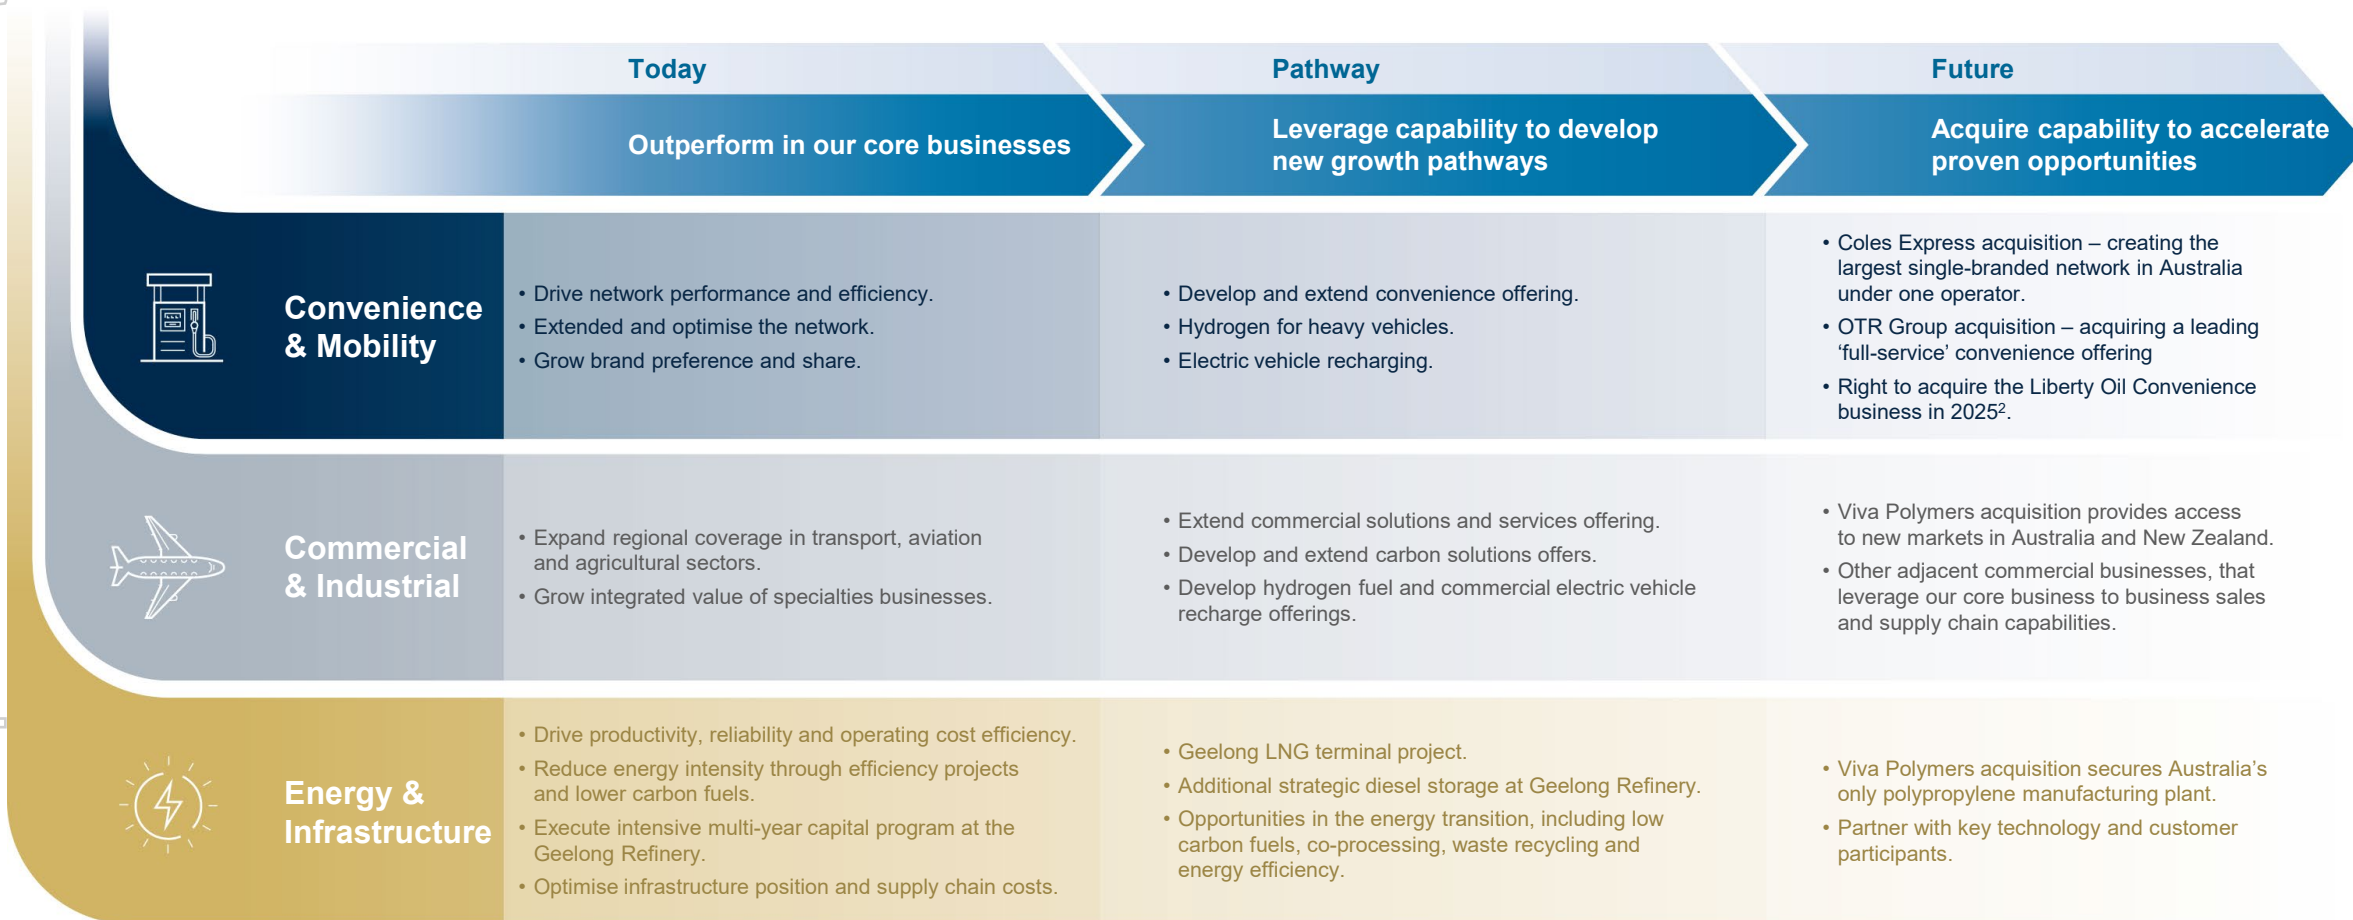 Today
Pathway
Future
Outperform in our core businesses
Leverage capability to develop
new growth pathways
Acquire capability to accelerate
proven opportunities
Convenience
& Mobility
• Drive network performance and efficiency.
• Extended and optimise the network.
• Grow brand preference and share.
• Develop and extend convenience offering.
• Hydrogen for heavy vehicles.
• Electric vehicle recharging.
• Coles Express acquisition – creating the
largest single-branded network in Australia
under one operator.
• OTR Group acquisition – acquiring a leading
‘full-service’ convenience offering
• Right to acquire the Liberty Oil Convenience
business in 2025².
Commercial
& Industrial
• Expand regional coverage in transport, aviation
and agricultural sectors.
• Grow integrated value of specialties businesses.
• Extend commercial solutions and services offering.
• Develop and extend carbon solutions offers.
• Develop hydrogen fuel and commercial electric vehicle
recharge offerings.
• Viva Polymers acquisition provides access
to new markets in Australia and New Zealand.
• Other adjacent commercial businesses, that
leverage our core business to business sales
and supply chain capabilities.
Energy &
Infrastructure
• Drive productivity, reliability and operating cost efficiency.
• Reduce energy intensity through efficiency projects
and lower carbon fuels.
• Execute intensive multi-year capital program at the
Geelong Refinery.
• Optimise infrastructure position and supply chain costs.
• Geelong LNG terminal project.
• Additional strategic diesel storage at Geelong Refinery.
• Opportunities in the energy transition, including low
carbon fuels, co-processing, waste recycling and
energy efficiency.
• Viva Polymers acquisition secures Australia’s
only polypropylene manufacturing plant.
• Partner with key technology and customer
participants.